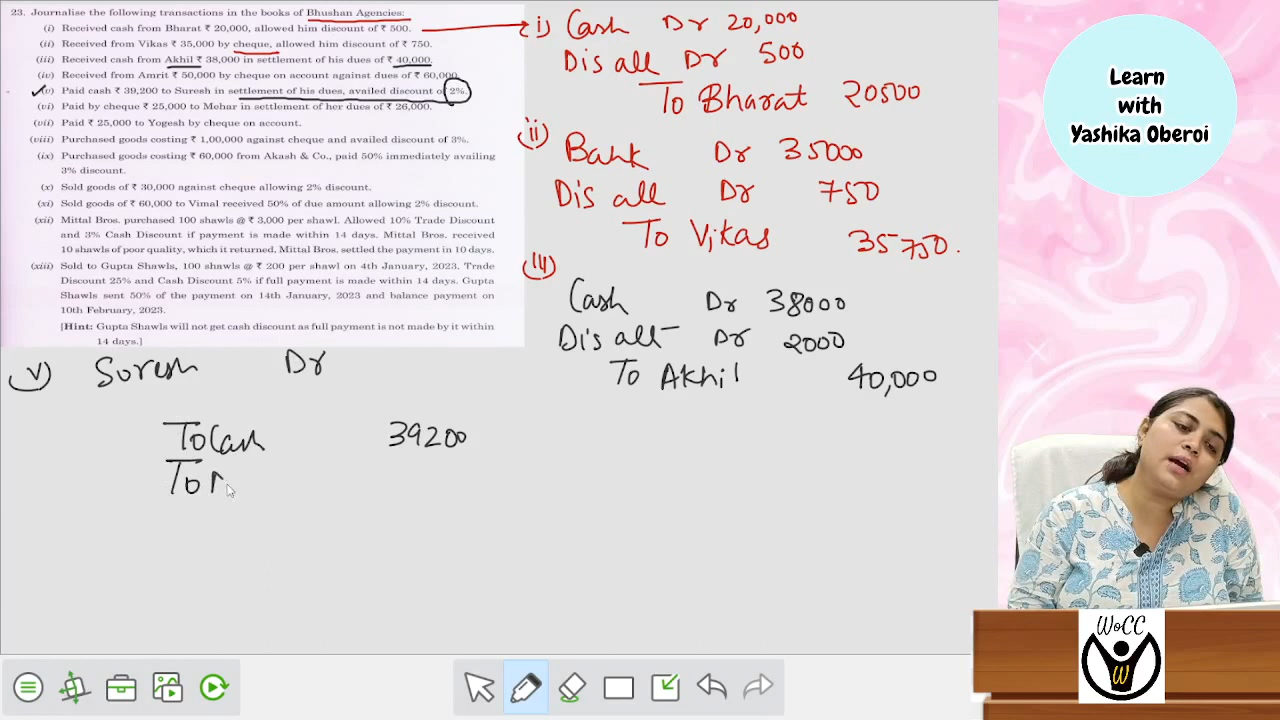 23. Journalise the following transactions in the books of Bhushan Agencies:
(i) Received cash from Bharat ₹ 20,000, allowed him discount of ₹ 500.
(ii) Received from Vikas ₹ 35,000 by cheque, allowed him discount of ₹ 750.
(iii) Received cash from Akhil ₹ 38,000 in settlement of his dues of ₹ 40,000.
(iv) Received from Amrit ₹ 50,000 by cheque on account against dues of ₹ 60,000.
(v) Paid cash ₹ 39,200 to Suresh in settlement of his dues, availed discount of 2%.
(vi) Paid by cheque ₹ 25,000 to Mehar in settlement of her dues of ₹ 26,000.
(vii) Paid ₹ 25,000 to Yogesh by cheque on account.
(viii) Purchased goods costing ₹ 1,00,000 against cheque and availed discount of 3%.
(ix) Purchased goods costing ₹ 60,000 from Akash & Co., paid 50% immediately availing
3% discount.
(x) Sold goods of ₹ 30,000 against cheque allowing 2% discount.
(xi) Sold goods of ₹ 60,000 to Vimal received 50% of due amount allowing 2% discount.
(xii) Mittal Bros. purchased 100 shawls @ ₹ 3,000 per shawl. Allowed 10% Trade Discount
and 3% Cash Discount if payment is made within 14 days. Mittal Bros. received
10 shawls of poor quality, which it returned. Mittal Bros. settled the payment in 10 days.
(xiii) Sold to Gupta Shawls, 100 shawls @ ₹ 200 per shawl on 4th January, 2023. Trade
Discount 25% and Cash Discount 5% if full payment is made within 14 days. Gupta
Shawls sent 50% of the payment on 14th January, 2023 and balance payment on
10th February, 2023.
[Hint: Gupta Shawls will not get cash discount as full payment is not made by it within
14 days.]
i) Cash Dr 20,000
Dis all Dr 500
To Bharat 20500
ii)
Bank Dr 35000
Dis all Dr 750
To Vikas 35750.
iii)
Cash Dr 38000
Dis all Dr 2000
To Akhil 40,000
v) Suresh Dr
To Cash 39200
To
Learn
with
Yashika Oberoi
WoCC
W